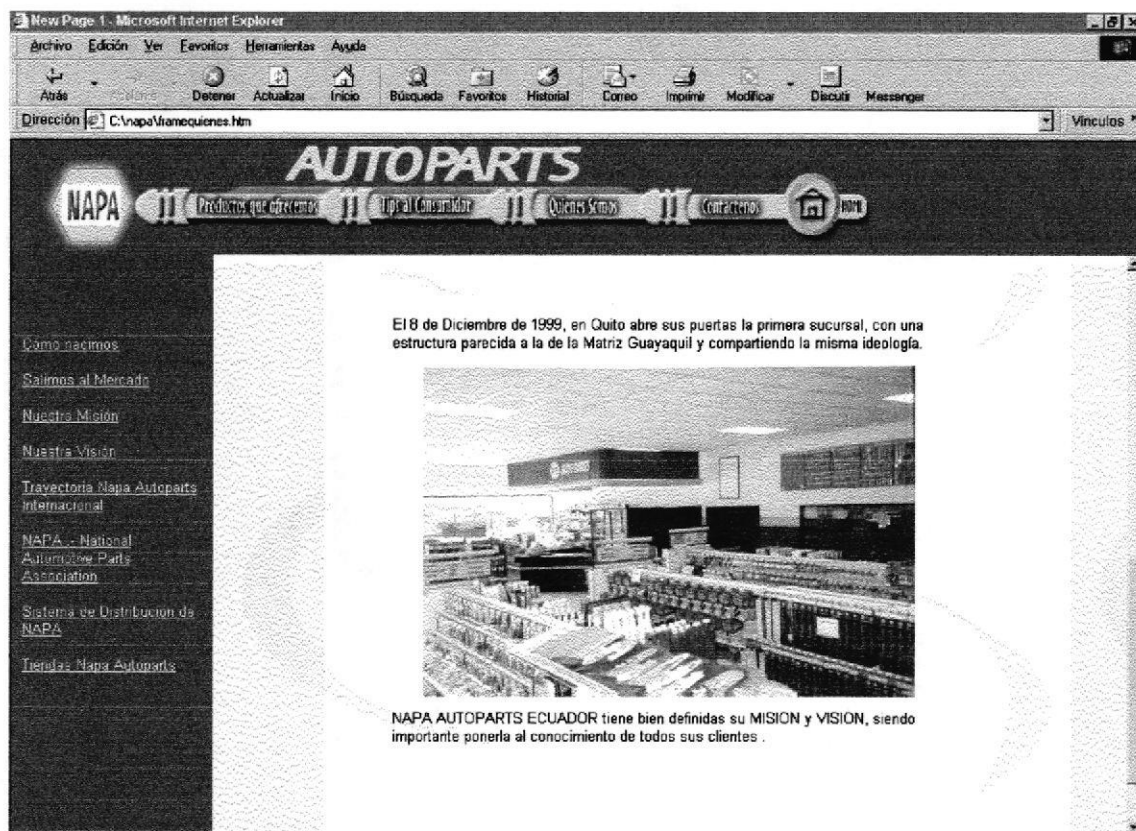 New Page 1 - Microsoft Internet Explorer
Archivo Edición Ver Favoritos Herramientas Ayuda
Atrás Detener Actualizar Inicio Búsqueda Favoritos Historial Correo Imprimir Modificar Discutir Messenger
Dirección C:\napa\framequienes.htm Vínculos
AUTOPARTS
NAPA Productos que ofrecemos Tips al Consumidor Quienes Somos Contactenos HOME
El 8 de Diciembre de 1999, en Quito abre sus puertas la primera sucursal, con una
estructura parecida a la de la Matriz Guayaquil y compartiendo la misma ideología.
Cómo nacimos
Salimos al Mercado
Nuestra Misión
Nuestra Visión
Trayectoria Napa Autoparts
Internacional
NAPA .- National
Automotive Parts
Association
Sistema de Distribucion de
NAPA
Tiendas Napa Autoparts
NAPA AUTOPARTS ECUADOR tiene bien definidas su MISION y VISION, siendo
importante ponerla al conocimiento de todos sus clientes .